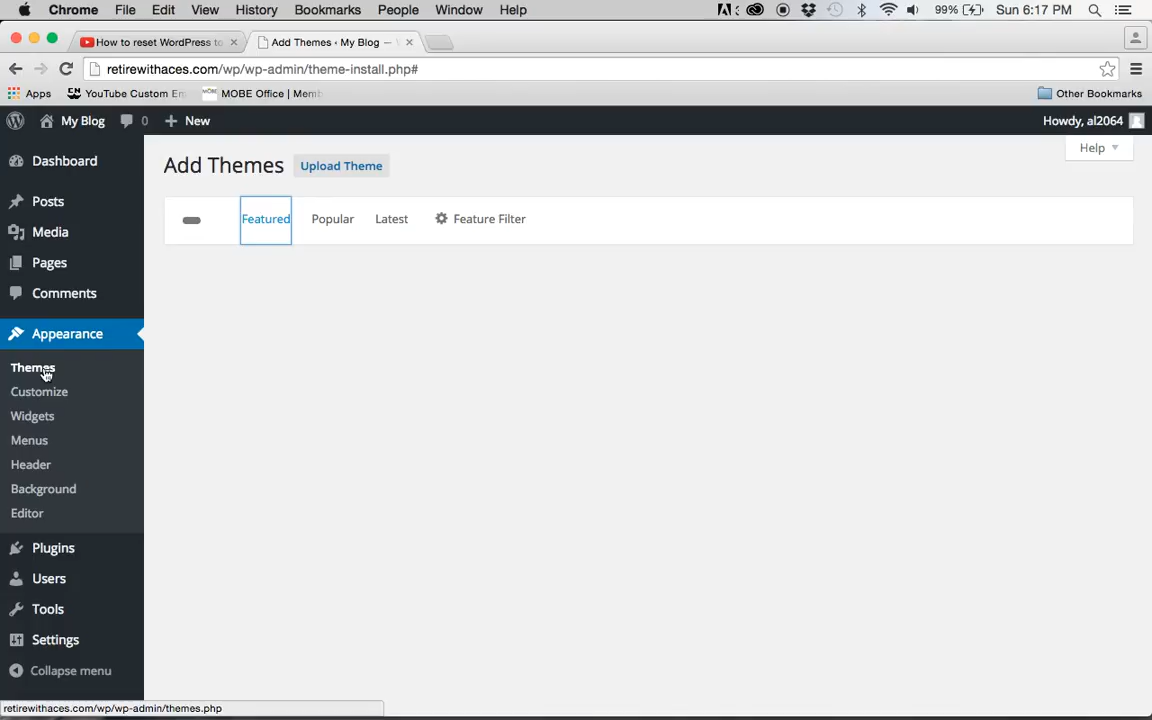 Chrome File Edit View History Bookmarks People Window Help 99% Sun 6:17 PM
How to reset WordPress to Add Themes ‹ My Blog —
retirewithaces.com/wp/wp-admin/theme-install.php#
Apps YouTube Custom En MOBE Office | Memb Other Bookmarks
My Blog 0 New Howdy, al2064
Help
Add Themes Upload Theme
Featured Popular Latest Feature Filter
Dashboard
Posts
Media
Pages
Comments
Appearance
Themes
Customize
Widgets
Menus
Header
Background
Editor
Plugins
Users
Tools
Settings
Collapse menu
retirewithaces.com/wp/wp-admin/themes.php